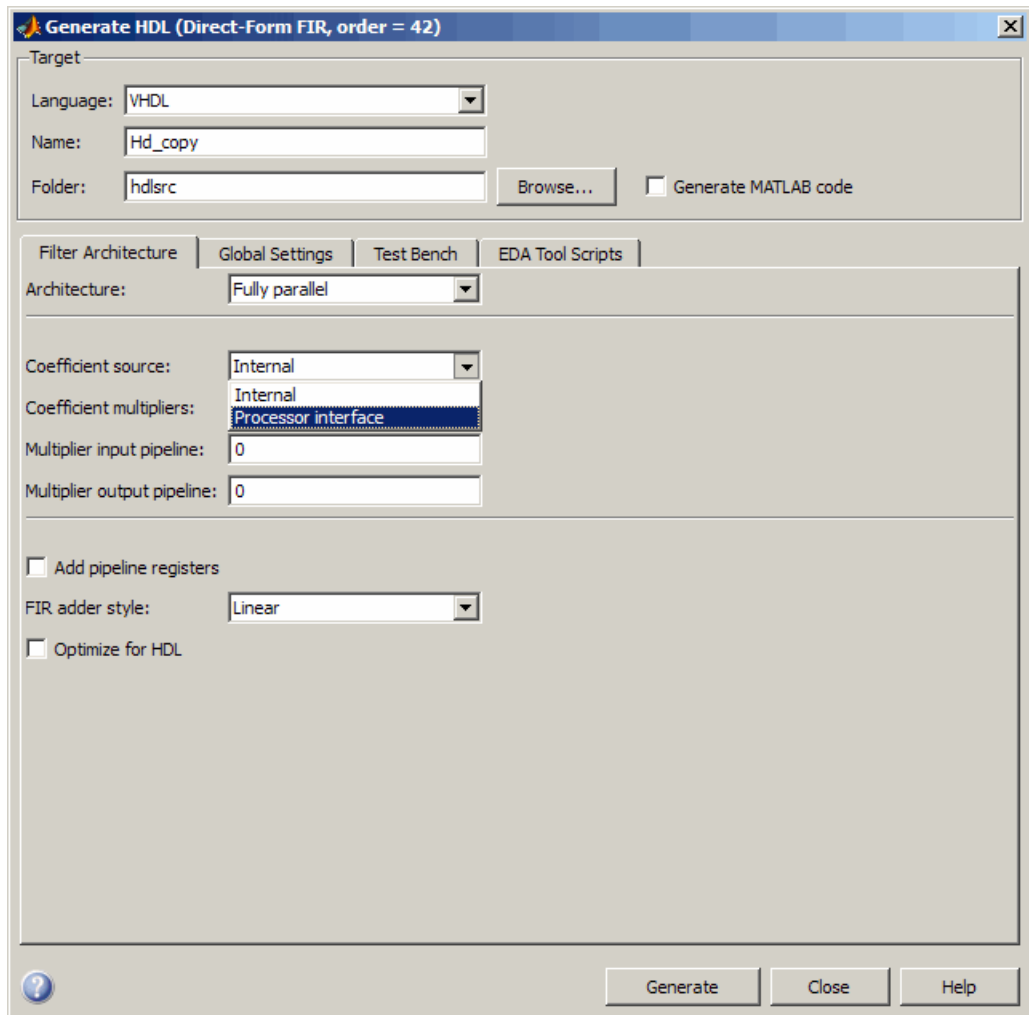 Generate HDL (Direct-Form FIR, order = 42)
Target
Language: VHDL
Name: Hd_copy
Folder: hdlsrc Browse... Generate MATLAB code
Filter Architecture Global Settings Test Bench EDA Tool Scripts
Architecture: Fully parallel
Coefficient source: Internal
Internal
Coefficient multipliers: Processor interface
Multiplier input pipeline: 0
Multiplier output pipeline: 0
Add pipeline registers
FIR adder style: Linear
Optimize for HDL
? Generate Close Help